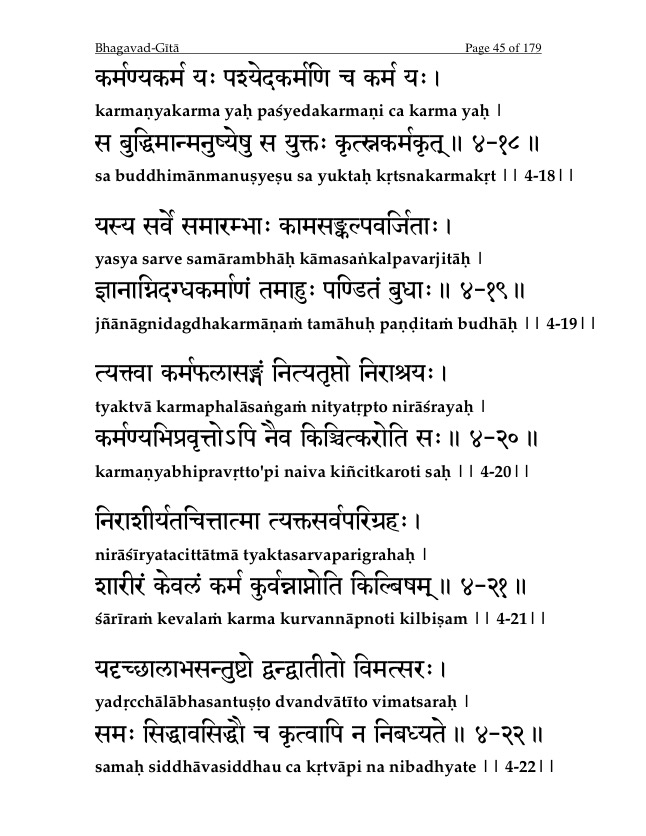 Bhagavad-Gītā Page 45 of 179
कर्मण्यकर्म यः पश्येदकर्मणि च कर्म यः।
karmaṇyakarma yaḥ paśyedakarmaṇi ca karma yaḥ |
स बुद्धिमान्मनुष्येषु स युक्तः कृत्स्नकर्मकृत्॥ ४-१८॥
sa buddhimānmanuṣyeṣu sa yuktaḥ kṛtsnakarmakṛt || 4-18||
यस्य सर्वे समारम्भाः कामसङ्कल्पवर्जिताः।
yasya sarve samārambhāḥ kāmasaṅkalpavarjitāḥ |
ज्ञानाग्निदग्धकर्माणं तमाहुः पण्डितं बुधाः॥ ४-१९॥
jñānāgnidagdhakarmāṇaṁ tamāhuḥ paṇḍitaṁ budhāḥ || 4-19||
त्यक्त्वा कर्मफलासङ्गं नित्यतृप्तो निराश्रयः।
tyaktvā karmaphalāsaṅgaṁ nityatṛpto nirāśrayaḥ |
कर्मण्यभिप्रवृत्तोऽपि नैव किञ्चित्करोति सः॥ ४-२०॥
karmaṇyabhipravṛtto'pi naiva kiñcitkaroti saḥ || 4-20||
निराशीर्यतचित्तात्मा त्यक्तसर्वपरिग्रहः।
nirāśīryatacittātmā tyaktasarvaparigrahaḥ |
शारीरं केवलं कर्म कुर्वन्नाप्नोति किल्बिषम्॥ ४-२१॥
śārīraṁ kevalaṁ karma kurvannāpnoti kilbiṣam || 4-21||
यदृच्छालाभसन्तुष्टो द्वन्द्वातीतो विमत्सरः।
yadṛcchālābhasantuṣṭo dvandvātīto vimatsaraḥ |
समः सिद्धावसिद्धौ च कृत्वापि न निबध्यते॥ ४-२२॥
samaḥ siddhāvasiddhau ca kṛtvāpi na nibadhyate || 4-22||